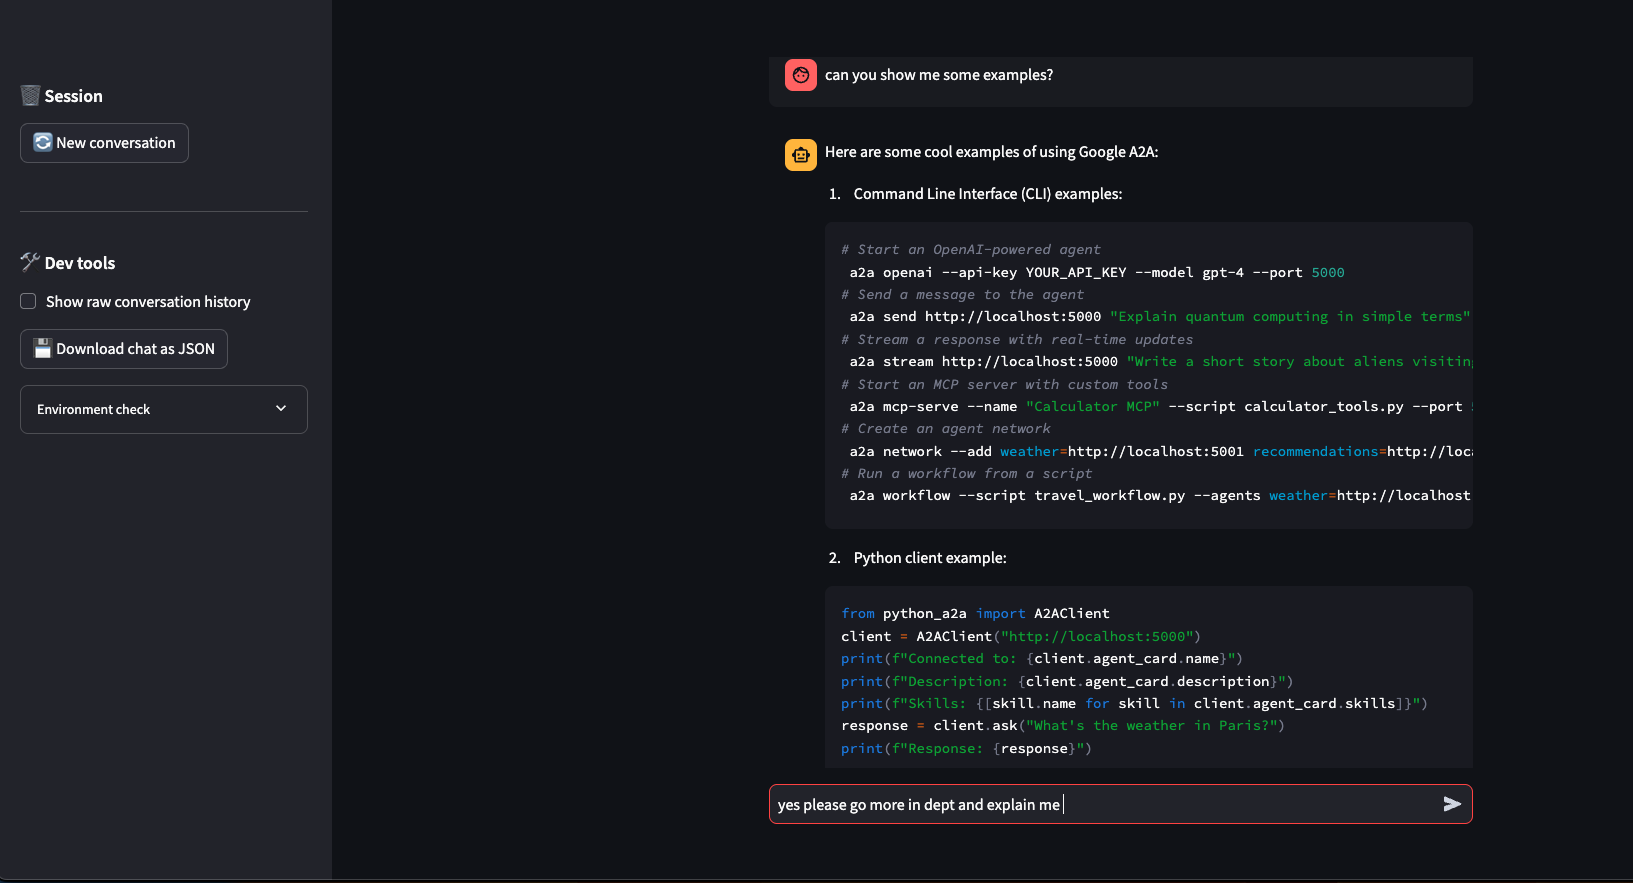 Session
New conversation
Dev tools
Show raw conversation history
Download chat as JSON
Environment check
can you show me some examples?
Here are some cool examples of using Google A2A:
1. Command Line Interface (CLI) examples:
# Start an OpenAI-powered agent
a2a openai --api-key YOUR_API_KEY --model gpt-4 --port 5000
# Send a message to the agent
a2a send http://localhost:5000 "Explain quantum computing in simple terms"
# Stream a response with real-time updates
a2a stream http://localhost:5000 "Write a short story about aliens visiting
# Start an MCP server with custom tools
a2a mcp-serve --name "Calculator MCP" --script calculator_tools.py --port
# Create an agent network
a2a network --add weather=http://localhost:5001 recommendations=http://loca
# Run a workflow from a script
a2a workflow --script travel_workflow.py --agents weather=http://localhost
2. Python client example:
from python_a2a import A2AClient
client = A2AClient("http://localhost:5000")
print(f"Connected to: {client.agent_card.name}")
print(f"Description: {client.agent_card.description}")
print(f"Skills: {[skill.name for skill in client.agent_card.skills]}")
response = client.ask("What's the weather in Paris?")
print(f"Response: {response}")
yes please go more in dept and explain me